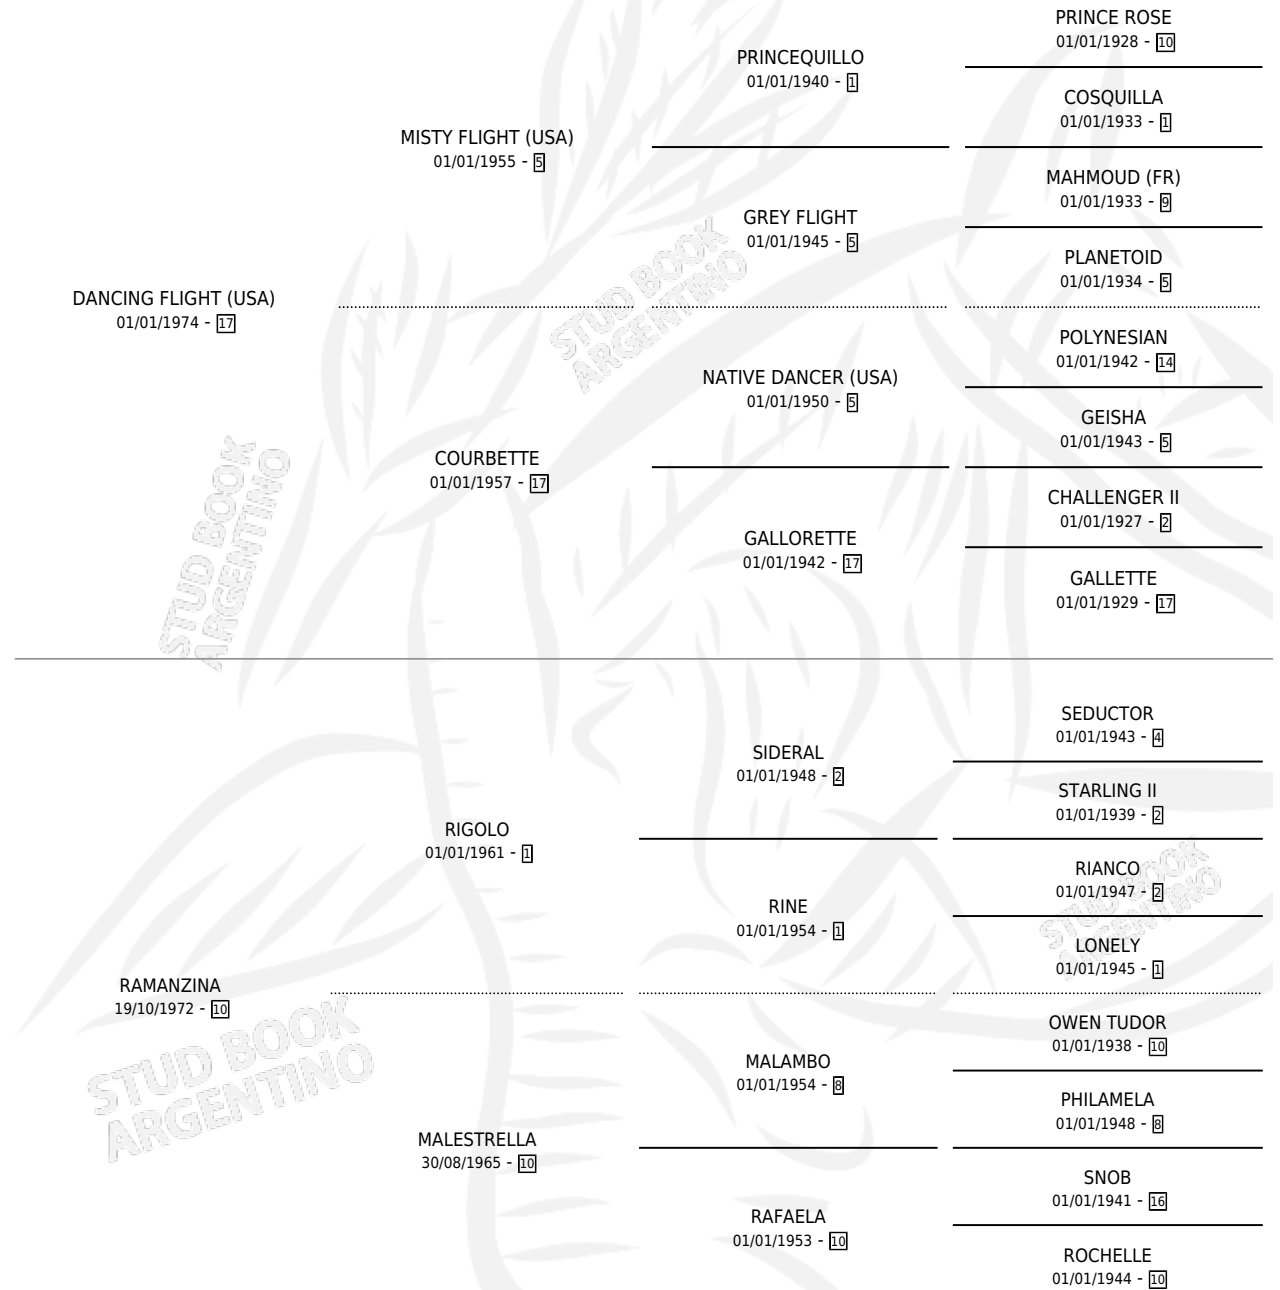 PRINCE ROSE
01/01/1928 - 10
PRINCEQUILLO
01/01/1940 - 1
COSQUILLA
01/01/1933 - 1
MISTY FLIGHT (USA)
01/01/1955 - 5
MAHMOUD (FR)
01/01/1933 - 9
GREY FLIGHT
01/01/1945 - 5
PLANETOID
01/01/1934 - 5
DANCING FLIGHT (USA)
01/01/1974 - 17
STUD BOOK
ARGENTINO
POLYNESIAN
01/01/1942 - 14
NATIVE DANCER (USA)
01/01/1950 - 5
GEISHA
01/01/1943 - 5
COURBETTE
01/01/1957 - 17
CHALLENGER II
01/01/1927 - 2
GALLORETTE
01/01/1942 - 17
GALLETTE
01/01/1929 - 17
STUD BOOK
ARGENTINO
SEDUCTOR
01/01/1943 - 4
SIDERAL
01/01/1948 - 2
STARLING II
01/01/1939 - 2
RIGOLO
01/01/1961 - 1
RIANCO
01/01/1947 - 2
STUD BOOK
ARGENTINO
RINE
01/01/1954 - 1
LONELY
01/01/1945 - 1
RAMANZINA
19/10/1972 - 10
STUD BOOK
ARGENTINO
OWEN TUDOR
01/01/1938 - 10
MALAMBO
01/01/1954 - 8
PHILAMELA
01/01/1948 - 8
MALESTRELLA
30/08/1965 - 10
SNOB
01/01/1941 - 16
RAFAELA
01/01/1953 - 10
ROCHELLE
01/01/1944 - 10